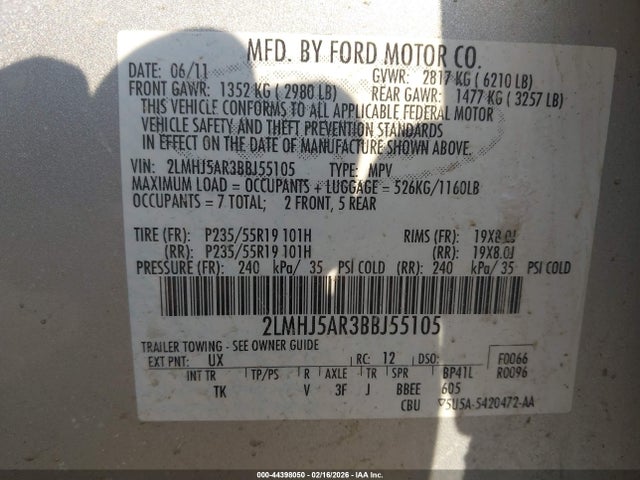 MFD. BY FORD MOTOR CO.
DATE: 06/11 GVWR: 2817 KG ( 6210 LB)
FRONT GAWR: 1352 KG ( 2980 LB) REAR GAWR: 1477 KG ( 3257 LB)
THIS VEHICLE CONFORMS TO ALL APPLICABLE FEDERAL MOTOR
VEHICLE SAFETY AND THEFT PREVENTION STANDARDS
IN EFFECT ON THE DATE OF MANUFACTURE SHOWN ABOVE.
VIN: 2LMHJ5AR3BBJ55105 TYPE: MPV
MAXIMUM LOAD = OCCUPANTS + LUGGAGE = 526KG/1160LB
OCCUPANTS = 7 TOTAL; 2 FRONT, 5 REAR
TIRE (FR): P235/55R19 101H RIMS (FR): 19X8.0J
(RR): P235/55R19 101H (RR): 19X8.0J
PRESSURE (FR): 240 kPa/ 35 PSI COLD (RR): 240 kPa/ 35 PSI COLD
2LMHJ5AR3BBJ55105
TRAILER TOWING - SEE OWNER GUIDE
EXT PNT: UX RC: 12 DSO: F0066
INT TR TP/PS R AXLE TR SPR BP41L R0096
TK V 3F J BBEE 605
CBU 5U5A-5420472-AA
000-44398050 - 02/16/2026 - IAA Inc.